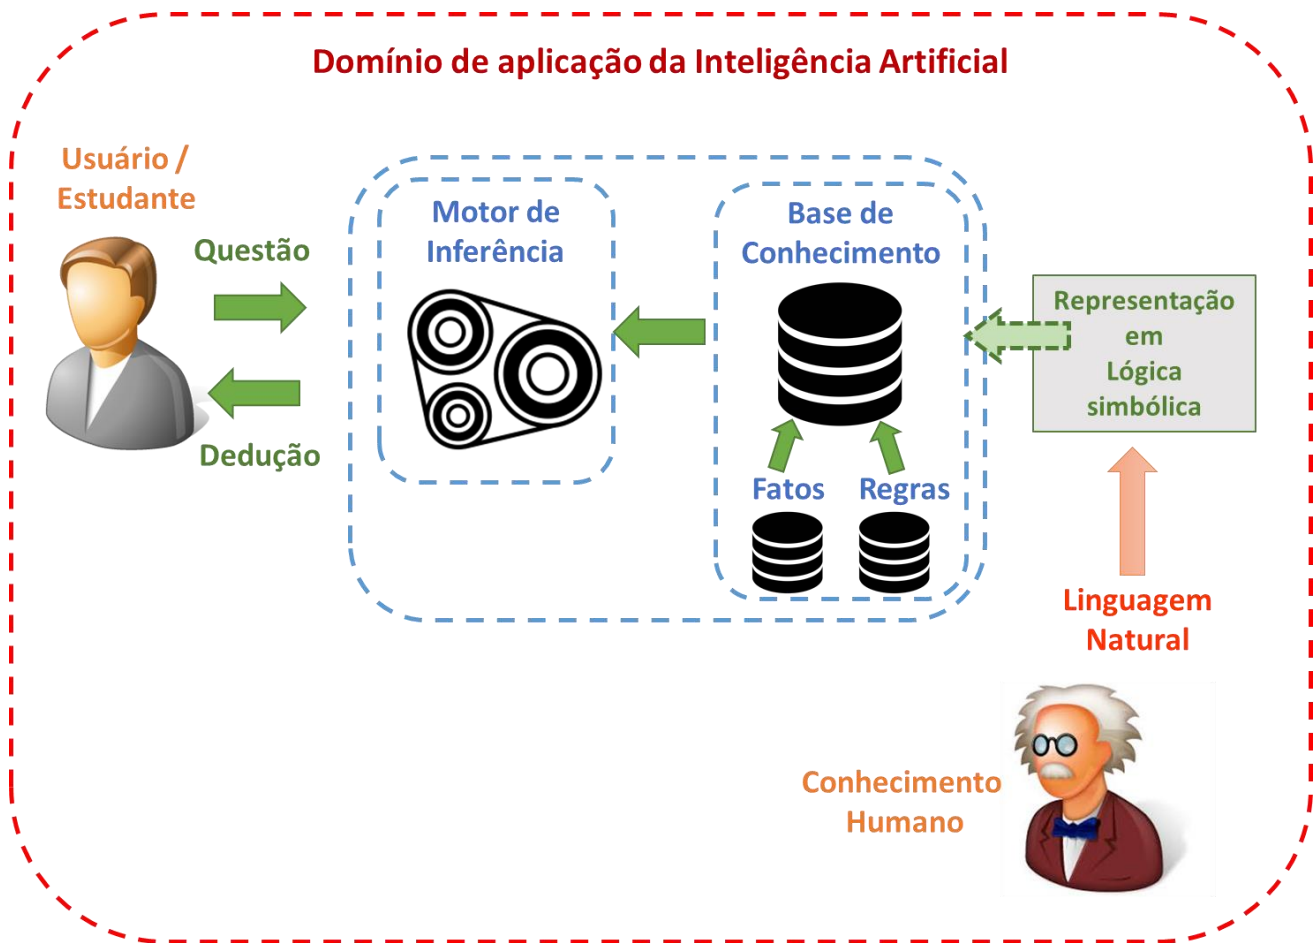 Domínio de aplicação da Inteligência Artificial
Usuário /
Estudante
Questão
Dedução
Motor de
Inferência
Base de
Conhecimento
Fatos
Regras
Representação
em
Lógica
simbólica
Linguagem
Natural
Conhecimento
Humano